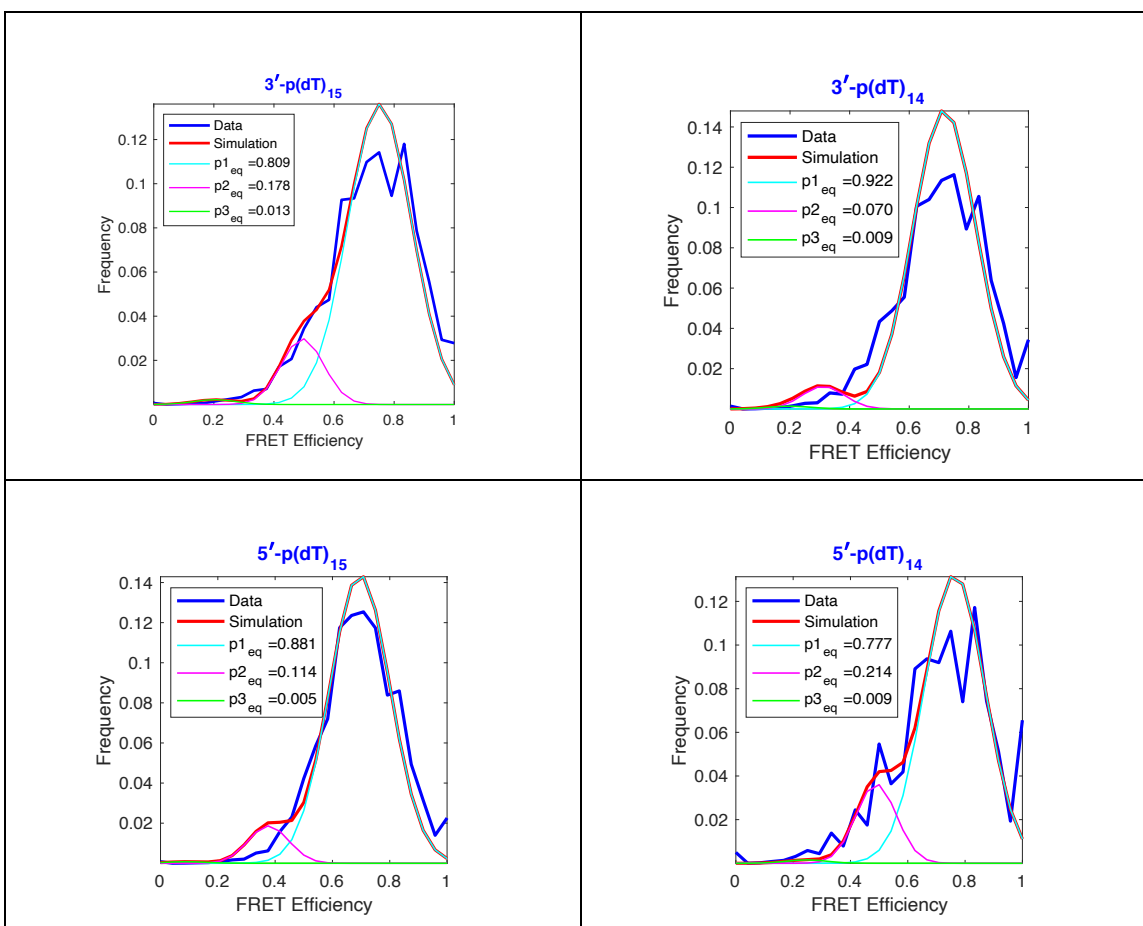 3′-p(dT)15
Data
Simulation
p1eq =0.809
p2eq =0.178
p3eq =0.013
0.12
0.1
0.08
0.06
0.04
0.02
Frequency
0 0.2 0.4 0.6 0.8 1
FRET Efficiency
3′-p(dT)14
Data
Simulation
p1eq =0.922
p2eq =0.070
p3eq =0.009
0.14
0.12
0.1
0.08
0.06
0.04
0.02
0
Frequency
0 0.2 0.4 0.6 0.8 1
FRET Efficiency
5′-p(dT)15
Data
Simulation
p1eq =0.881
p2eq =0.114
p3eq =0.005
0.14
0.12
0.1
0.08
0.06
0.04
0.02
Frequency
0 0.2 0.4 0.6 0.8 1
FRET Efficiency
5′-p(dT)14
Data
Simulation
p1eq =0.777
p2eq =0.214
p3eq =0.009
0.12
0.1
0.08
0.06
0.04
0.02
0
Frequency
0 0.2 0.4 0.6 0.8 1
FRET Efficiency